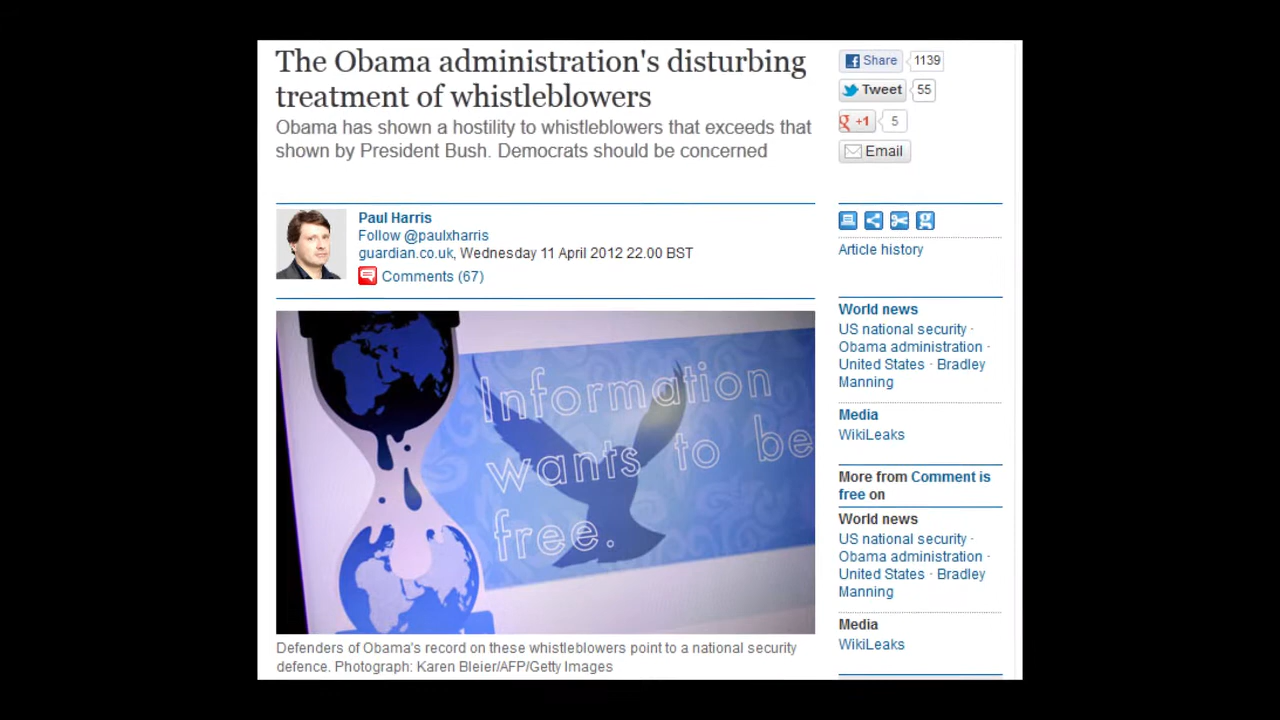 The Obama administration's disturbing
treatment of whistleblowers
Obama has shown a hostility to whistleblowers that exceeds that
shown by President Bush. Democrats should be concerned
Paul Harris
Follow @paulxharris
guardian.co.uk, Wednesday 11 April 2012 22.00 BST
Comments (67)
Information
wants to be
free.
Defenders of Obama's record on these whistleblowers point to a national security
defence. Photograph: Karen Bleier/AFP/Getty Images
Share 1139
Tweet 55
g +1 5
Email
g
Article history
World news
US national security ·
Obama administration ·
United States · Bradley
Manning
Media
WikiLeaks
More from Comment is
free on
World news
US national security ·
Obama administration ·
United States · Bradley
Manning
Media
WikiLeaks